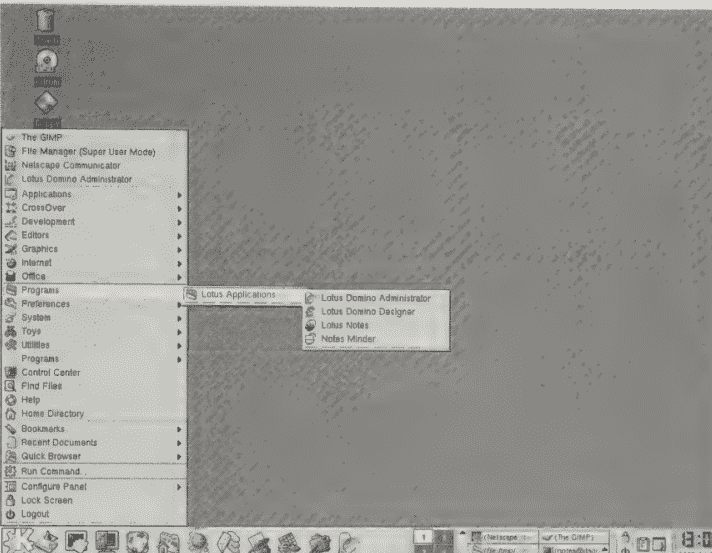 The GIMP
File Manager (Super User Mode)
Netscape Communicator
Lotus Domino Administrator
Applications
CrossOver
Development
Editors
Graphics
Internet
Office
Programs
Preferences
System
Toys
Utilities
Programs
Control Center
Find Files
Help
Home Directory
Bookmarks
Recent Documents
Quick Browser
Run Command...
Configure Panel
Lock Screen
Logout
Lotus Applications
Lotus Domino Administrator
Lotus Domino Designer
Lotus Notes
Notes Minder
1
(Netscape
(The GIMP)